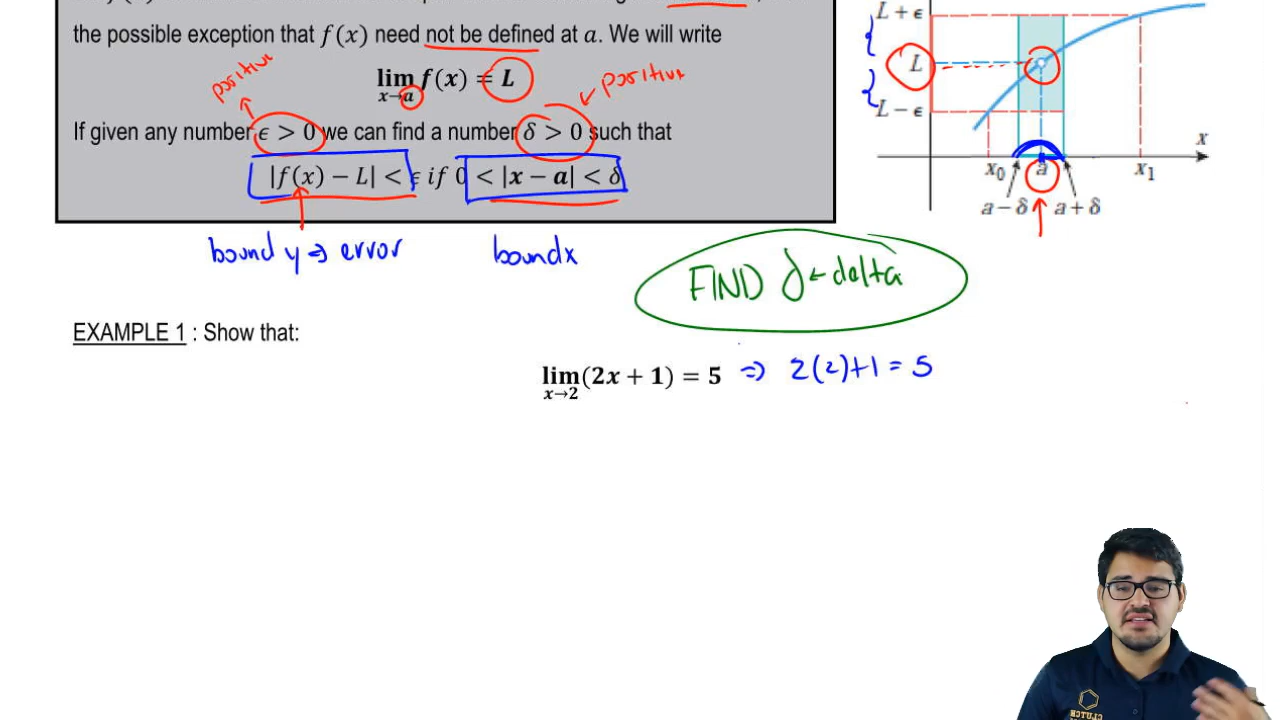 the possible exception that f(x) need not be defined at a. We will write
lim f(x) = L
x→a
positive
positive
If given any number ϵ > 0 we can find a number δ > 0 such that
|f(x) − L| < ϵ if 0 < |x − a| < δ
bound y ⇒ error
bound x
FIND δ ← delta
L + ϵ
L
L − ϵ
x
x₀
a
x₁
a − δ
a + δ
EXAMPLE 1 : Show that:
lim(2x + 1) = 5 ⇒ 2(2)+1 = 5
x→2